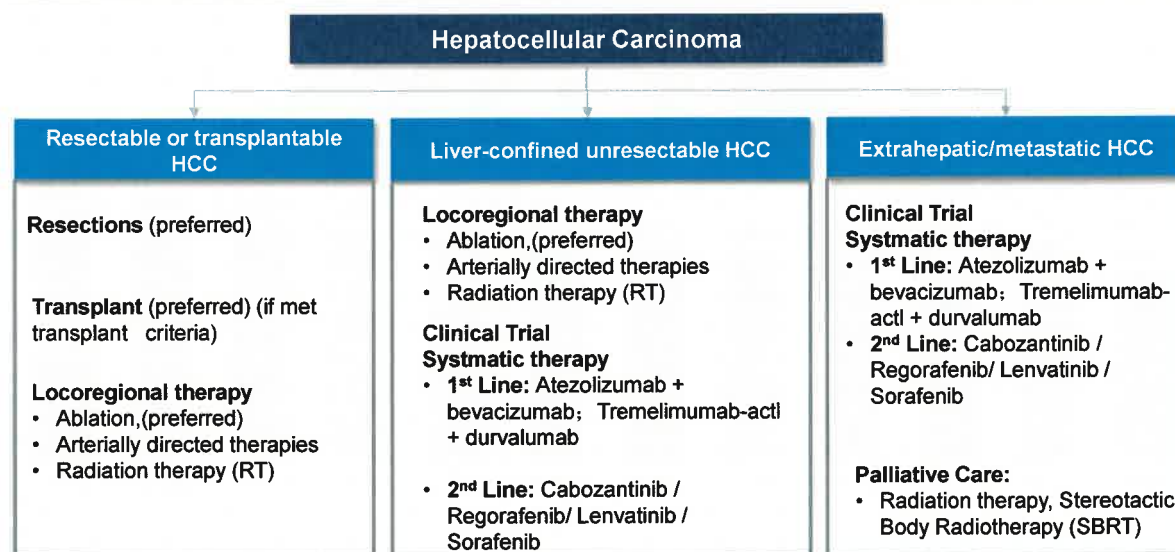 Hepatocellular Carcinoma
Resectable or transplantable
HCC
Resections (preferred)
Transplant (preferred) (if met
transplant criteria)
Locoregional therapy
• Ablation,(preferred)
• Arterially directed therapies
• Radiation therapy (RT)
Liver-confined unresectable HCC
Locoregional therapy
• Ablation,(preferred)
• Arterially directed therapies
• Radiation therapy (RT)
Clinical Trial
Systmatic therapy
• 1st Line: Atezolizumab +
bevacizumab; Tremelimumab-actl
+ durvalumab
• 2nd Line: Cabozantinib /
Regorafenib/ Lenvatinib /
Sorafenib
Extrahepatic/metastatic HCC
Clinical Trial
Systmatic therapy
• 1st Line: Atezolizumab +
bevacizumab; Tremelimumab-
actl + durvalumab
• 2nd Line: Cabozantinib /
Regorafenib/ Lenvatinib /
Sorafenib
Palliative Care:
• Radiation therapy, Stereotactic
Body Radiotherapy (SBRT)